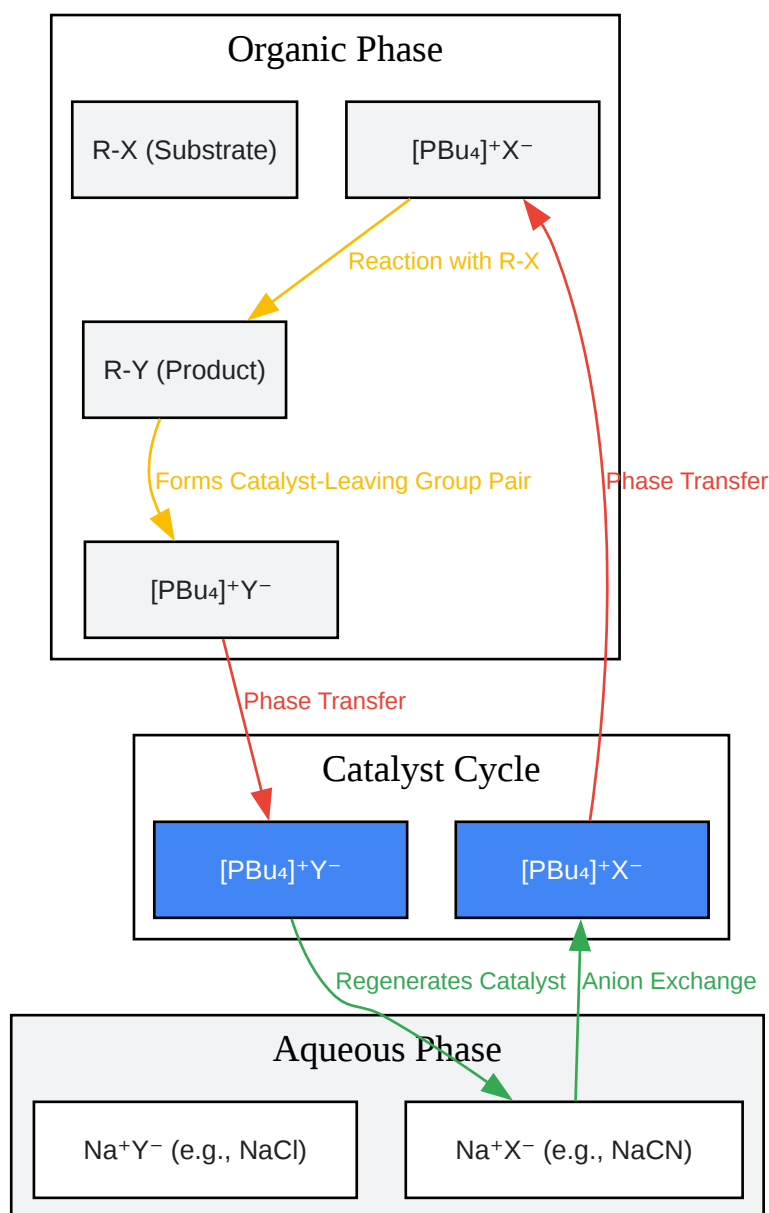 Organic Phase
R-X (Substrate)
[PBu₄]⁺X⁻
Reaction with R-X
R-Y (Product)
Forms Catalyst-Leaving Group Pair
Phase Transfer
[PBu₄]⁺Y⁻
Phase Transfer
Catalyst Cycle
[PBu₄]⁺Y⁻
[PBu₄]⁺X⁻
Regenerates Catalyst
Anion Exchange
Aqueous Phase
Na⁺Y⁻ (e.g., NaCl)
Na⁺X⁻ (e.g., NaCN)